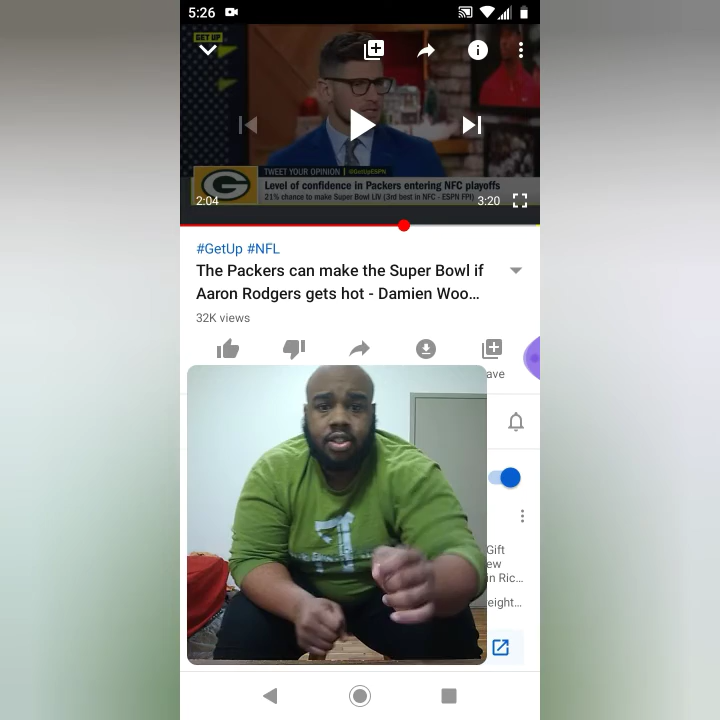 5:26
GET UP
TWEET YOUR OPINION | @GetUpESPN
G
Level of confidence in Packers entering NFC playoffs
21% chance to make Super Bowl LIV (3rd best in NFC - ESPN FPI)
2:04
3:20
#GetUp #NFL
The Packers can make the Super Bowl if
Aaron Rodgers gets hot - Damien Woo…
32K views
ave
Gift
ew
in Ric…
eight…